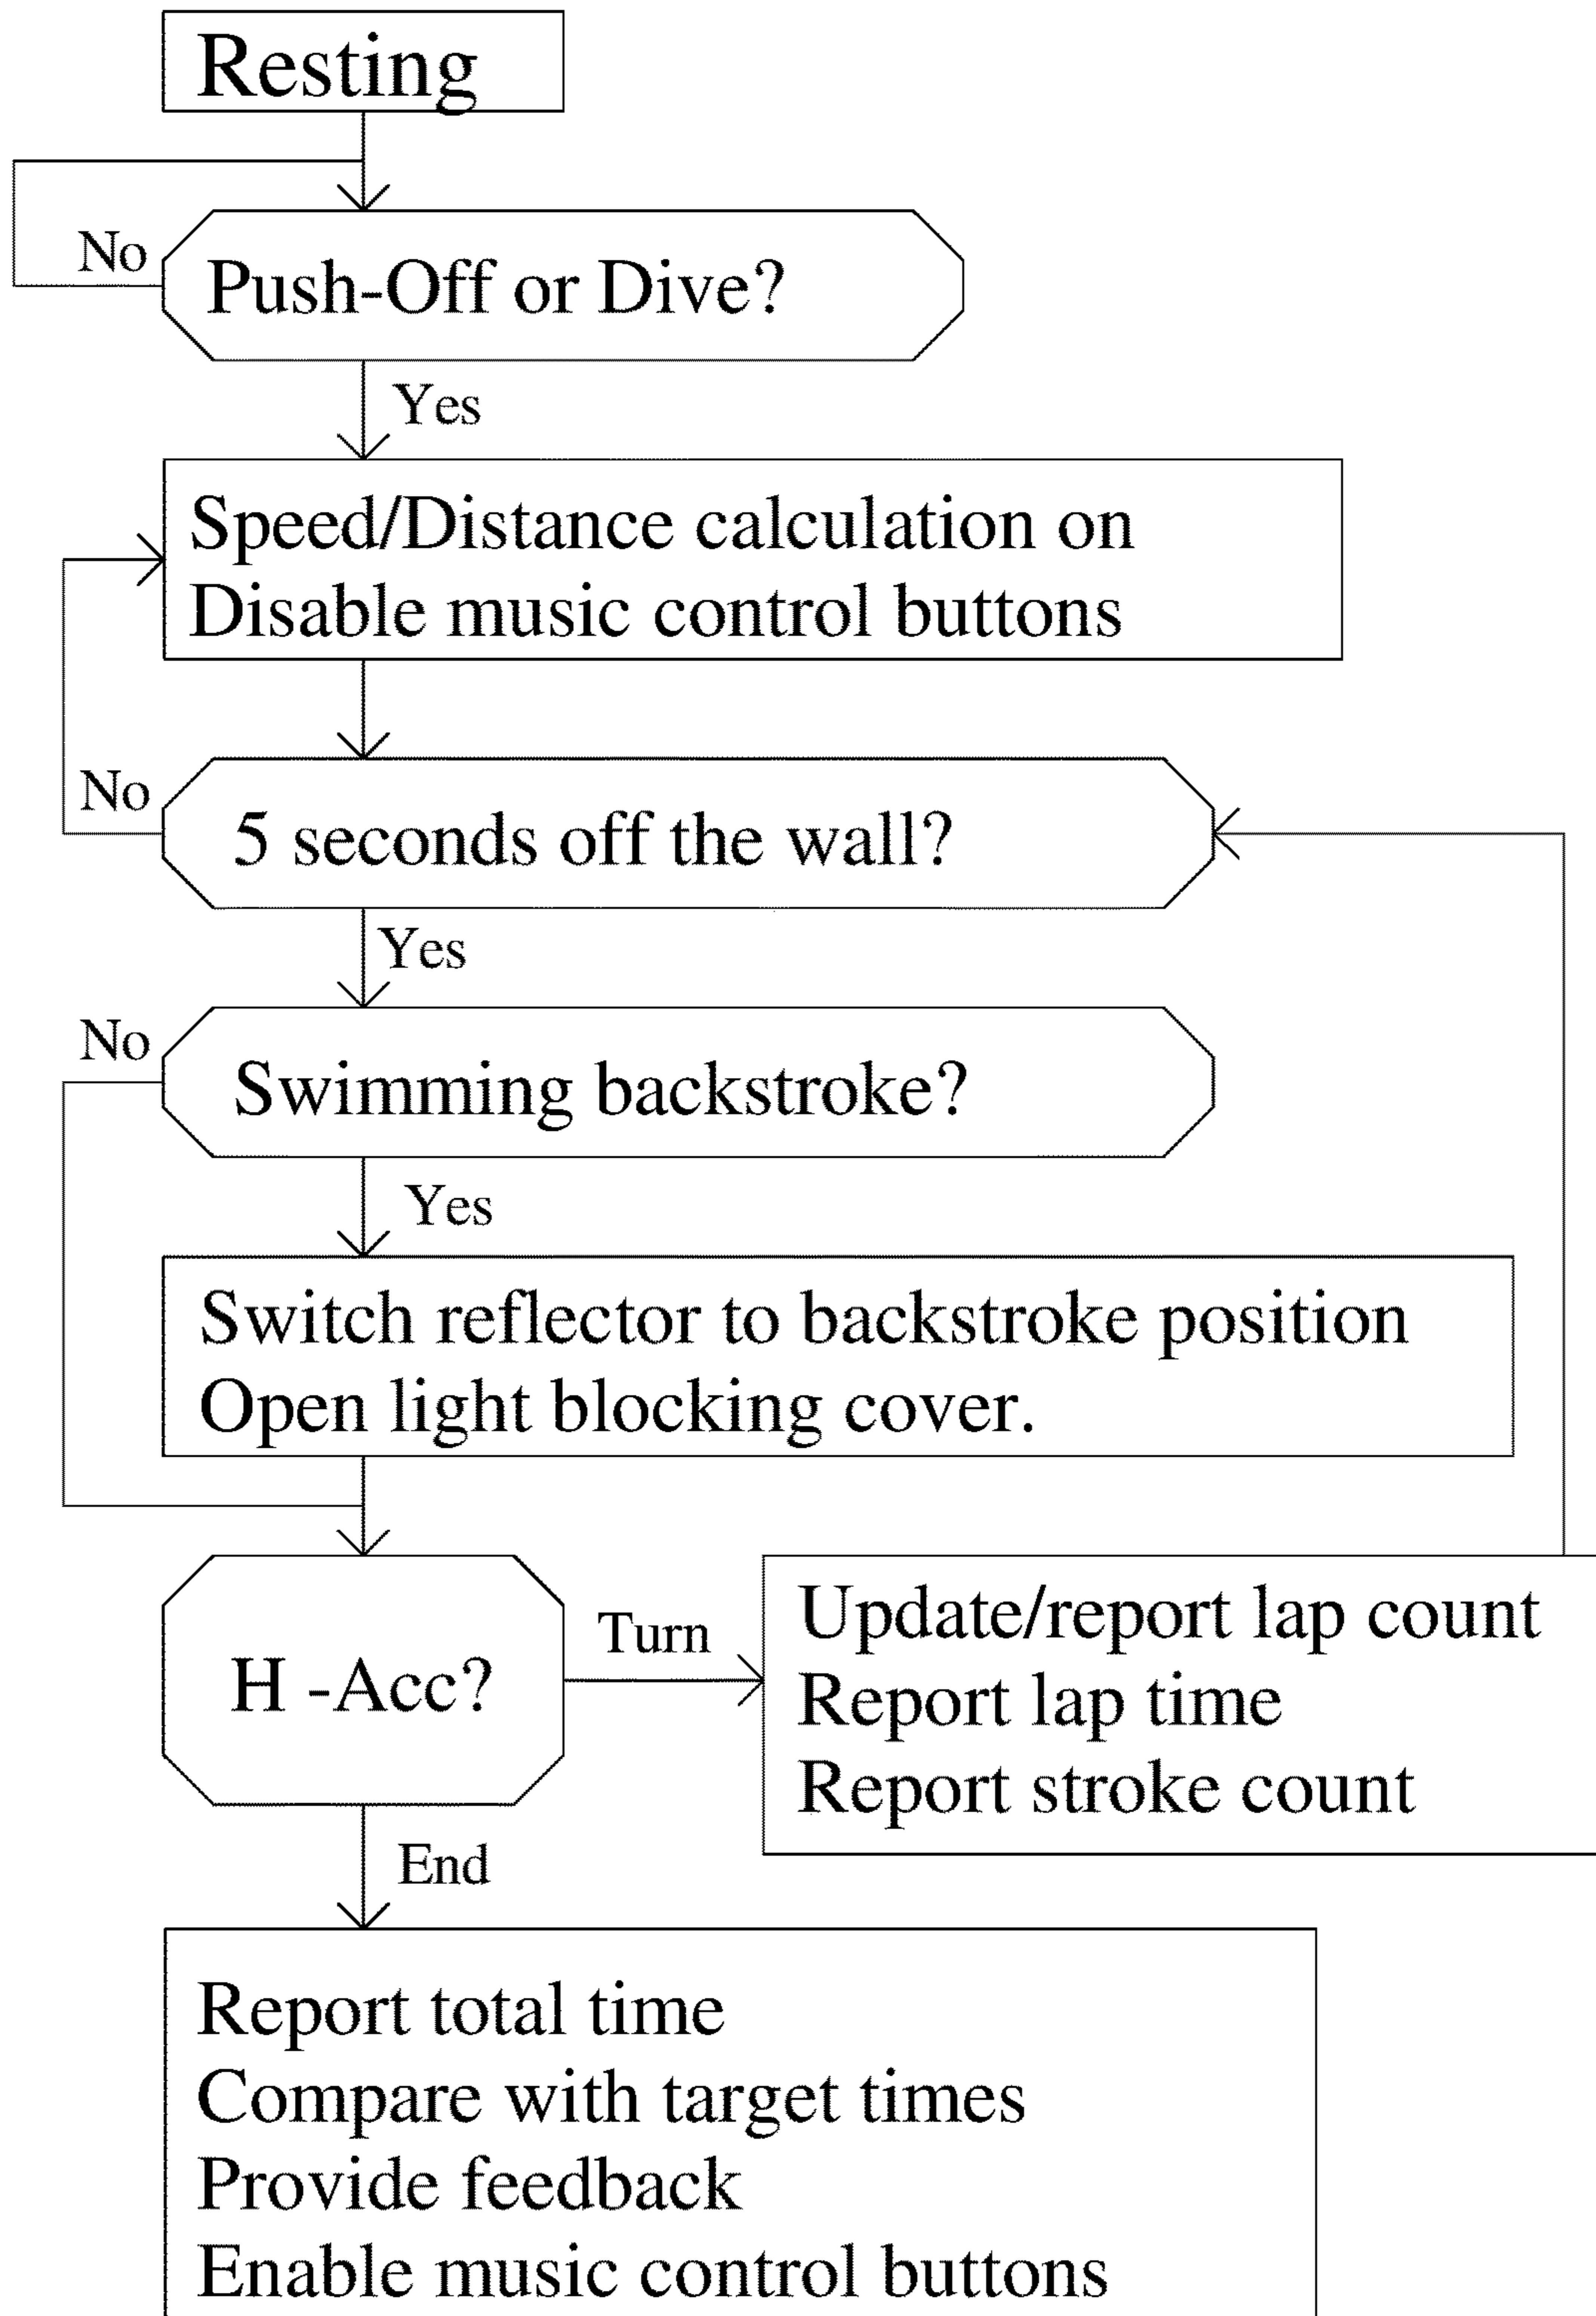 Resting
No
Push-Off or Dive?
Yes
Speed/Distance calculation on
Disable music control buttons
No
5 seconds off the wall?
Yes
No
Swimming backstroke?
Yes
Switch reflector to backstroke position
Open light blocking cover.
H -Acc?
Turn
Update/report lap count
Report lap time
Report stroke count
End
Report total time
Compare with target times
Provide feedback
Enable music control buttons